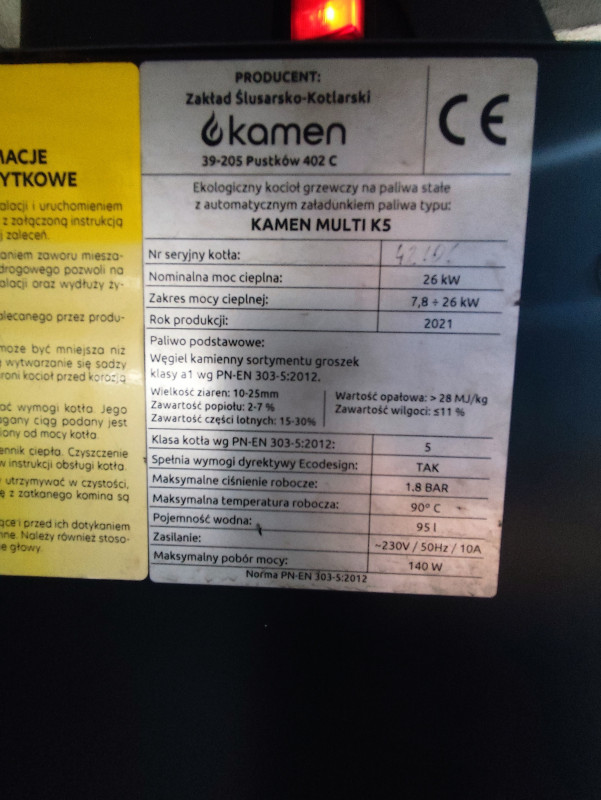 MACJE
YTKOWE
alacji i uruchomieniem
z załączoną instrukcją
j zaleceń.
aniem zaworu miesza-
drogowego pozwoli na
alacji oraz wydłuży ży-
alecanego przez produ-
może być mniejsza niż
ę wytwarzanie się sadzy
roni kocioł przed korozją
ać wymogi kotła. Jego
agany ciąg podany jest
iony od mocy kotła.
ennik ciepła. Czyszczenie
w instrukcji obsługi kotła.
utrzymywać w czystości,
ę z zatkanego komina są
ące i przed ich dotykaniem
nne. Należy również stoso-
e głowy.
PRODUCENT:
Zakład Ślusarsko-Kotlarski
kamen
39-205 Pustków 402 C
CE
Ekologiczny kocioł grzewczy na paliwa stałe
z automatycznym załadunkiem paliwa typu:
KAMEN MULTI K5
Nr seryjny kotła:
Nominalna moc cieplna: 26 kW
Zakres mocy cieplnej: 7,8 ÷ 26 kW
Rok produkcji: 2021
Paliwo podstawowe:
Węgiel kamienny sortymentu groszek
klasy a1 wg PN-EN 303-5:2012.
Wielkość ziaren: 10-25mm
Zawartość popiołu: 2-7 %
Zawartość części lotnych: 15-30%
Wartość opałowa: > 28 MJ/kg
Zawartość wilgoci: ≤11 %
Klasa kotła wg PN-EN 303-5:2012: 5
Spełnia wymogi dyrektywy Ecodesign: TAK
Maksymalne ciśnienie robocze: 1.8 BAR
Maksymalna temperatura robocza: 90° C
Pojemność wodna: 95 l
Zasilanie: ~230V / 50Hz / 10A
Maksymalny pobór mocy: 140 W
Norma PN-EN 303-5:2012